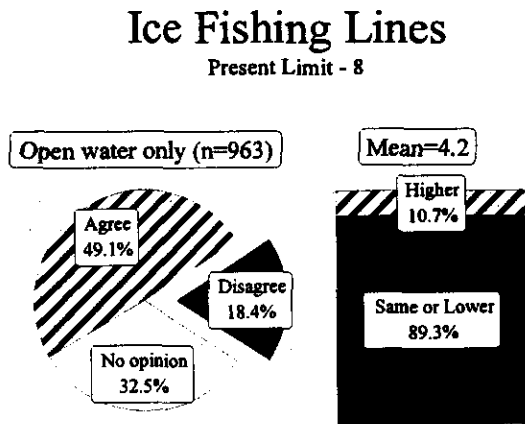 Ice Fishing Lines
Present Limit - 8
Open water only (n=963)
Mean=4.2
Agree
49.1%
Disagree
18.4%
No opinion
32.5%
Higher
10.7%
Same or Lower
89.3%